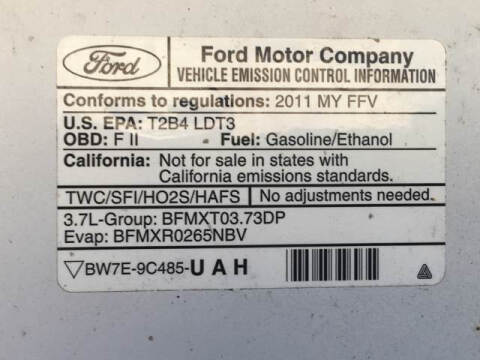 Ford
Ford Motor Company
VEHICLE EMISSION CONTROL INFORMATION
Conforms to regulations: 2011 MY FFV
U.S. EPA: T2B4 LDT3
OBD: F II Fuel: Gasoline/Ethanol
California: Not for sale in states with
California emissions standards.
TWC/SFI/HO2S/HAFS No adjustments needed.
3.7L-Group: BFMXT03.73DP
Evap: BFMXR0265NBV
BW7E-9C485-UAH